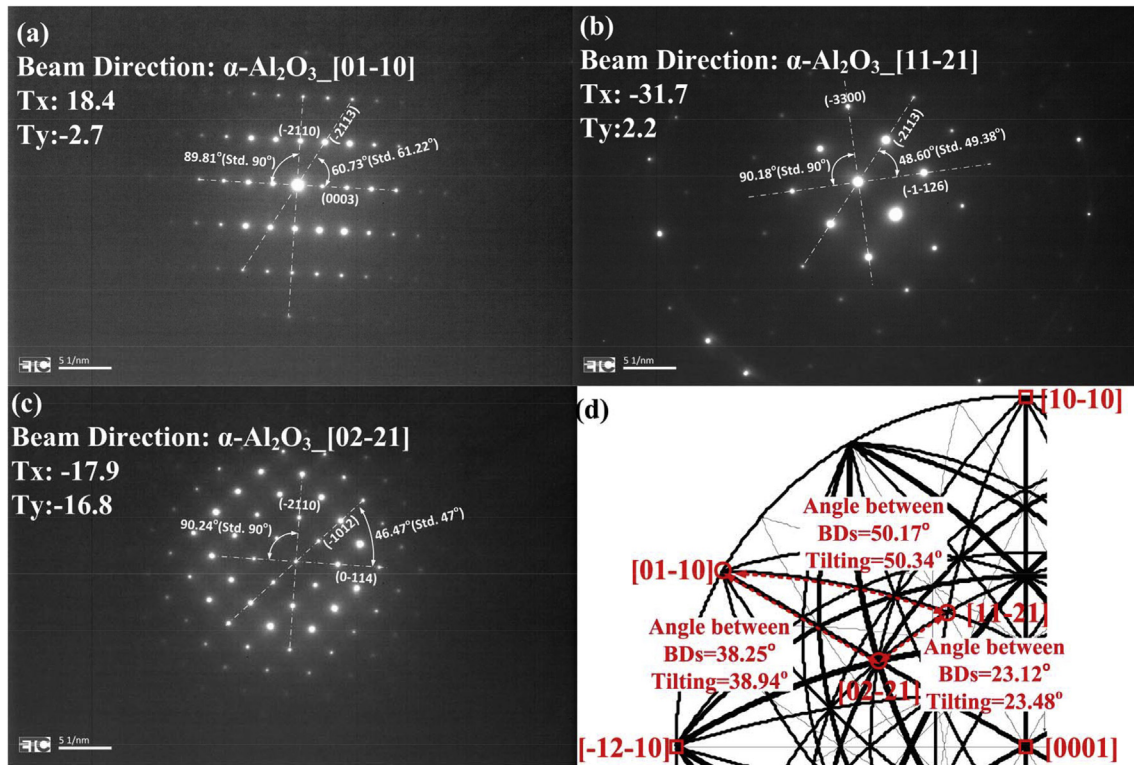 (a)
Beam Direction: α-Al₂O₃_[01-10]
Tx: 18.4
Ty:-2.7
(-2110)
(-2113)
89.81°(Std. 90°)
60.73°(Std. 61.22°)
(0003)
5 1/nm
(b)
Beam Direction: α-Al₂O₃_[11-21]
Tx: -31.7
Ty:2.2
(-3300)
(-2113)
90.18°(Std. 90°)
48.60°(Std. 49.38°)
(-1-126)
5 1/nm
(c)
Beam Direction: α-Al₂O₃_[02-21]
Tx: -17.9
Ty:-16.8
(-2110)
90.24°(Std. 90°)
(-1012)
46.47°(Std. 47°)
(0-114)
5 1/nm
(d)
[10-10]
Angle between
BDs=50.17°
Tilting=50.34°
[01-10]
[11-21]
Angle between
BDs=38.25°
Tilting=38.94°
Angle between
BDs=23.12°
Tilting=23.48°
[02-21]
[-12-10]
[0001]